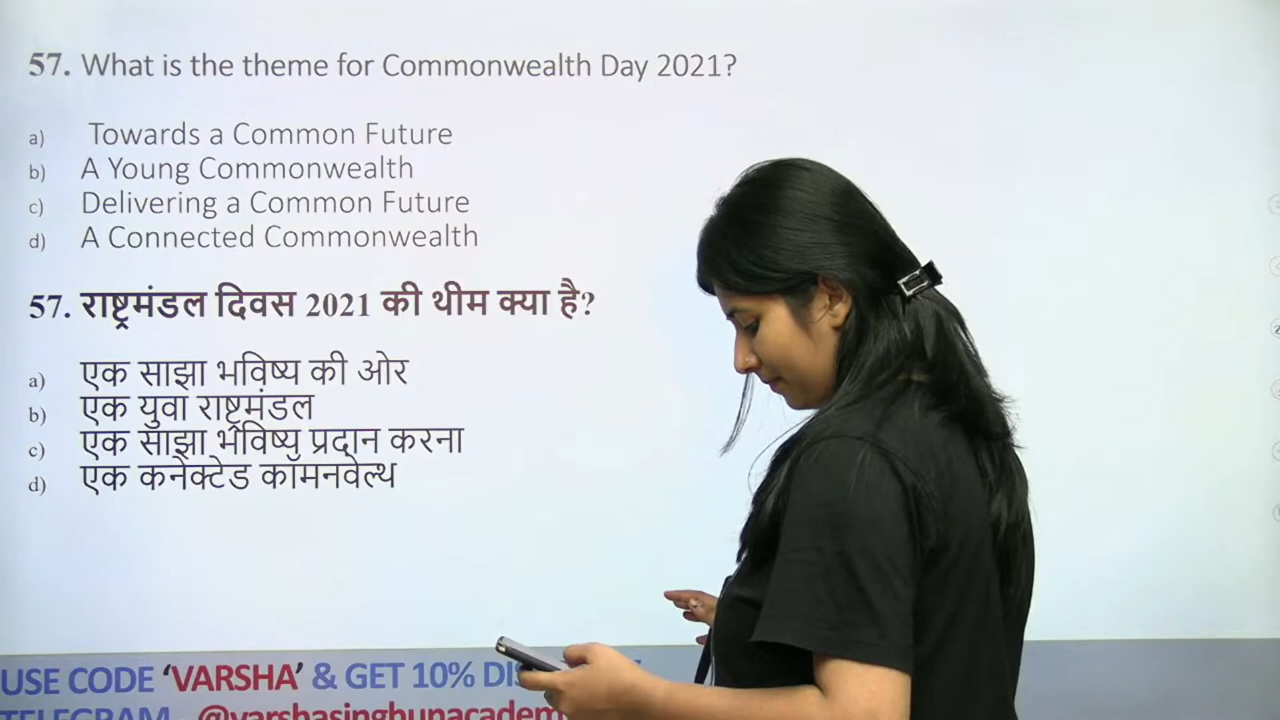 57. What is the theme for Commonwealth Day 2021?
a) Towards a Common Future
b) A Young Commonwealth
c) Delivering a Common Future
d) A Connected Commonwealth
57. राष्ट्रमंडल दिवस 2021 की थीम क्या है?
a) एक साझा भविष्य की ओर
b) एक युवा राष्ट्रमंडल
c) एक साझा भविष्य प्रदान करना
d) एक कनेक्टेड कॉमनवेल्थ
USE CODE 'VARSHA' & GET 10%
TELEGRAM -